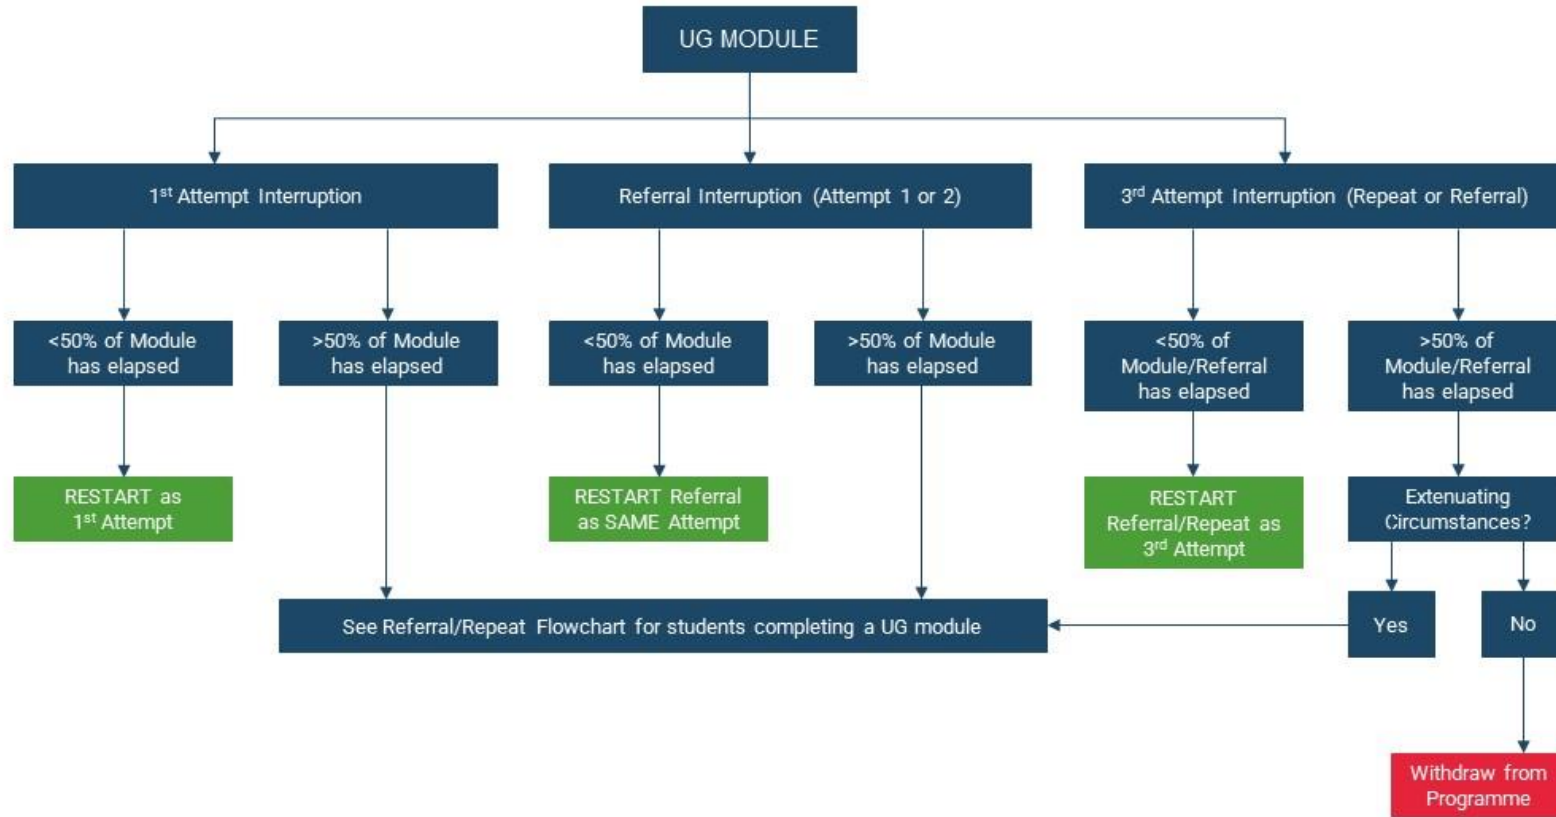 UG MODULE
1st Attempt Interruption
Referral Interruption (Attempt 1 or 2)
3rd Attempt Interruption (Repeat or Referral)
<50% of Module
has elapsed
>50% of Module
has elapsed
<50% of Module
has elapsed
>50% of Module
has elapsed
<50% of
Module/Referral
has elapsed
>50% of
Module/Referral
has elapsed
RESTART as
1st Attempt
RESTART Referral
as SAME Attempt
RESTART
Referral/Repeat as
3rd Attempt
Extenuating
Circumstances?
See Referral/Repeat Flowchart for students completing a UG module
Yes
No
Withdraw from
Programme